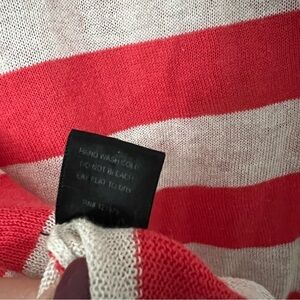 HAND WASH COLD
DO NOT BLEACH
LAY FLAT TO DRY